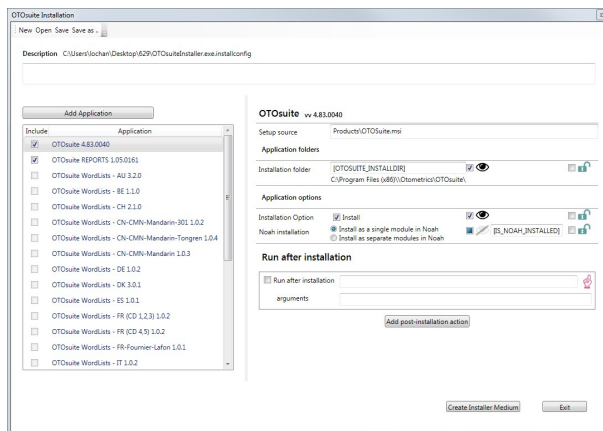 OTOsuite Installation
New Open Save Save as
Description C:\Users\lochan\Desktop\629\OTOsuiteInstaller.exe.installconfig
Add Application
Include Application
OTOsuite 4.83.0040
OTOsuite REPORTS 1.05.0161
OTOsuite WordLists - AU 3.2.0
OTOsuite WordLists - BE 1.1.0
OTOsuite WordLists - CH 2.1.0
OTOsuite WordLists - CN-CMN-Mandarin-301 1.0.2
OTOsuite WordLists - CN-CMN-Mandarin-Tongren 1.0.4
OTOsuite WordLists - CN-CMN-Mandarin 1.0.3
OTOsuite WordLists - DE 1.0.2
OTOsuite WordLists - DK 3.0.1
OTOsuite WordLists - ES 1.0.1
OTOsuite WordLists - FR (CD 1,2,3) 1.0.2
OTOsuite WordLists - FR (CD 4,5) 1.0.2
OTOsuite WordLists - FR-Fournier-Lafon 1.0.1
OTOsuite WordLists - IT 1.0.2
OTOsuite vv 4.83.0040
Setup source Products\OTOSuite.msi
Application folders
Installation folder [OTOSUITE_INSTALLDIR]
C:\Program Files (x86)\\Otometrics\OTOsuite\
Application options
Installation Option Install
Noah installation Install as a single module in Noah [IS_NOAH_INSTALLED]
Install as separate modules in Noah
Run after installation
Run after installation
arguments
Add post-installation action
Create Installer Medium Exit